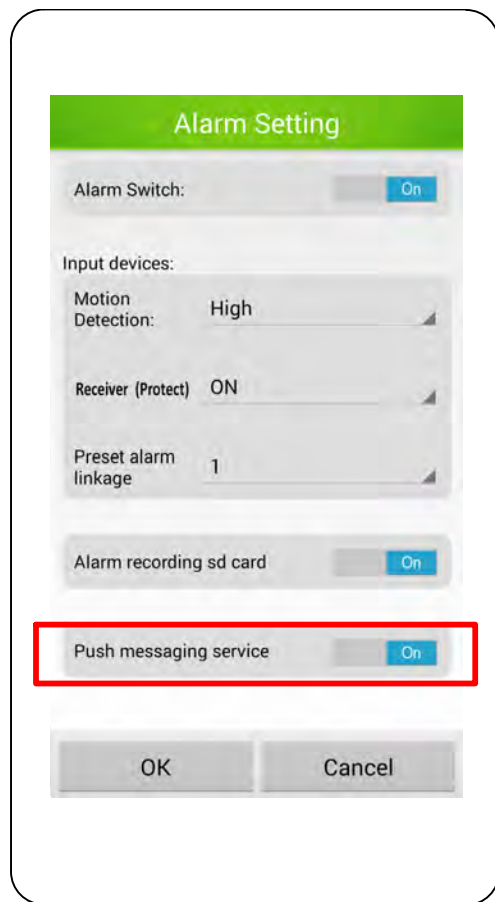 Alarm Setting
Alarm Switch: On
Input devices:
Motion
Detection: High
Receiver (Protect) ON
Preset alarm
linkage 1
Alarm recording sd card On
Push messaging service On
OK Cancel